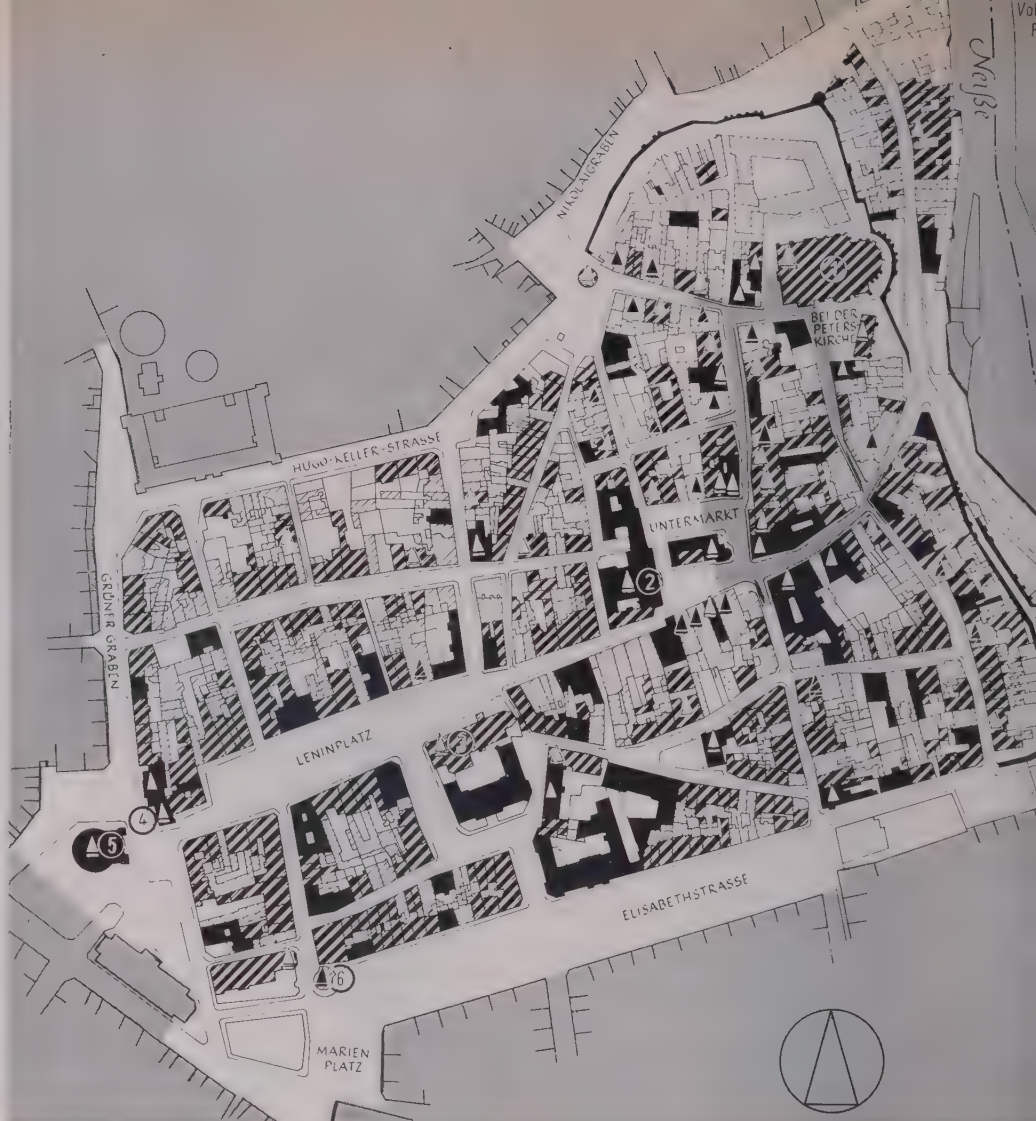 Neiße
NIKOLAIGRABEN
BEI DER
PETERS-
KIRCHE
HUGO-KELLER-STRASSE
UNTERMARKT
2
GRÜNER GRABEN
LENINPLATZ
3
4
5
ELISABETHSTRASSE
6
MARIEN
PLATZ